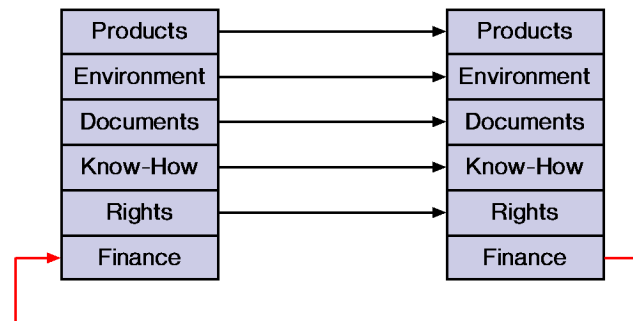 Products
Environment
Documents
Know-How
Rights
Finance
Products
Environment
Documents
Know-How
Rights
Finance